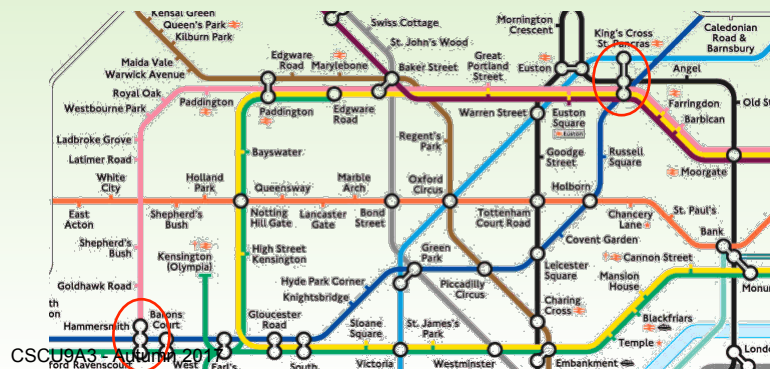 Kensal Green
Queen's Park
Kilburn Park
Maida Vale
Warwick Avenue
Royal Oak
Westbourne Park
Ladbroke Grove
Latimer Road
White
City
East
Acton
Shepherd's
Bush
Goldhawk Road
Hammersmith
Barons
Court
CSCU9A3 - Autumn 2017
Ravenscourt
West
Earl's
Paddington
Edgware
Road
Marylebone
Paddington
Edgware
Road
Bayswater
Holland
Park
Shepherd's
Bush
Notting
Hill Gate
Queensway
Lancaster
Gate
Marble
Arch
Bond
Street
Kensington
(Olympia)
High Street
Kensington
Gloucester
Road
South
Hyde Park Corner
Knightsbridge
Sloane
Square
Victoria
St. James's
Park
Westminster
Swiss Cottage
St. John's Wood
Baker Street
Great
Portland
Street
Regent's
Park
Oxford
Circus
Green
Park
Piccadilly
Circus
Mornington
Crescent
Euston
Warren Street
Euston
Square
Euston
Goodge
Street
Russell
Square
Tottenham
Court Road
Holborn
Covent Garden
Leicester
Square
Charing
Cross
Embankment
King's Cross
St. Pancras
Caledonian
Road &
Barnsbury
Angel
Farringdon
Barbican
Old St
Moorgate
Chancery
Lane
St. Paul's
Bank
Cannon Street
Mansion
House
Monu
Blackfriars
Temple
Lond